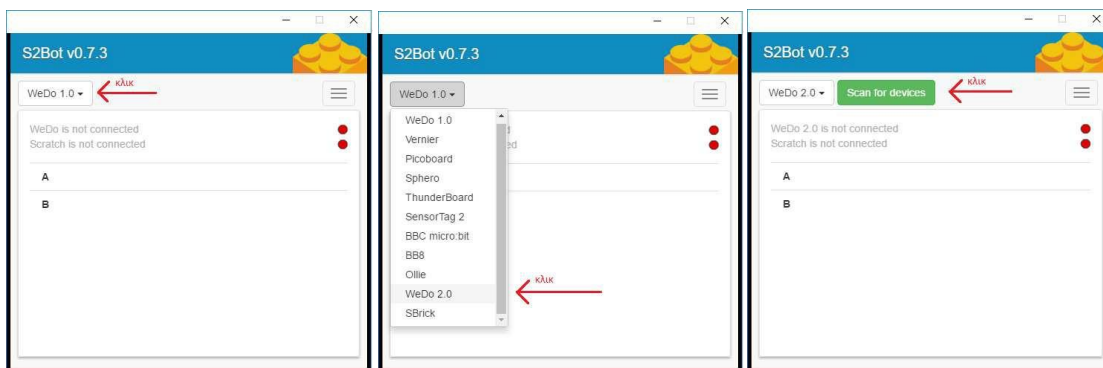 S2Bot v0.7.3
WeDo 1.0
κλικ
WeDo is not connected
Scratch is not connected
A
B
S2Bot v0.7.3
WeDo 1.0
WeDo 1.0
Vernier
Picoboard
Sphero
ThunderBoard
SensorTag 2
BBC micro:bit
BB8
Ollie
WeDo 2.0
κλικ
SBrick
S2Bot v0.7.3
WeDo 2.0 Scan for devices
κλικ
WeDo 2.0 is not connected
Scratch is not connected
A
B